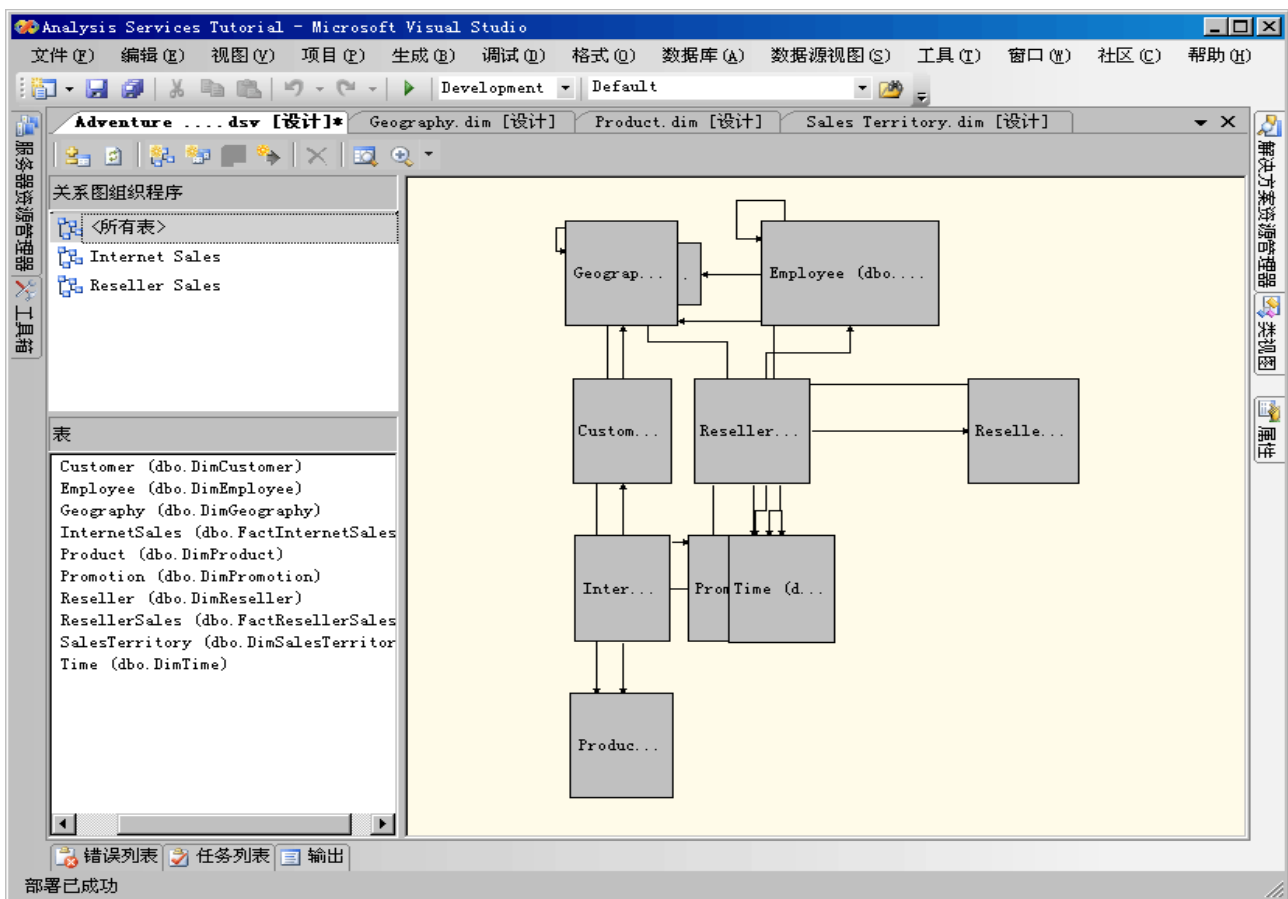 Analysis Services Tutorial - Microsoft Visual Studio
文件(F) 编辑(E) 视图(V) 项目(P) 生成(B) 调试(D) 格式(O) 数据库(A) 数据源视图(S) 工具(T) 窗口(W) 社区(C) 帮助(H)
Development Default
Adventure ....dsv [设计]* Geography.dim [设计] Product.dim [设计] Sales Territory.dim [设计]
服务器资源管理器
工具箱
关系图组织程序
<所有表>
Internet Sales
Reseller Sales
表
Customer (dbo.DimCustomer)
Employee (dbo.DimEmployee)
Geography (dbo.DimGeography)
InternetSales (dbo.FactInternetSales
Product (dbo.DimProduct)
Promotion (dbo.DimPromotion)
Reseller (dbo.DimReseller)
ResellerSales (dbo.FactResellerSales
SalesTerritory (dbo.DimSalesTerritor
Time (dbo.DimTime)
Geograp... . Employee (dbo....
Custom... Reseller... Reselle...
Inter... Prom Time (d...
Produc...
解决方案资源管理器
类视图
属性
错误列表 任务列表 输出
部署已成功